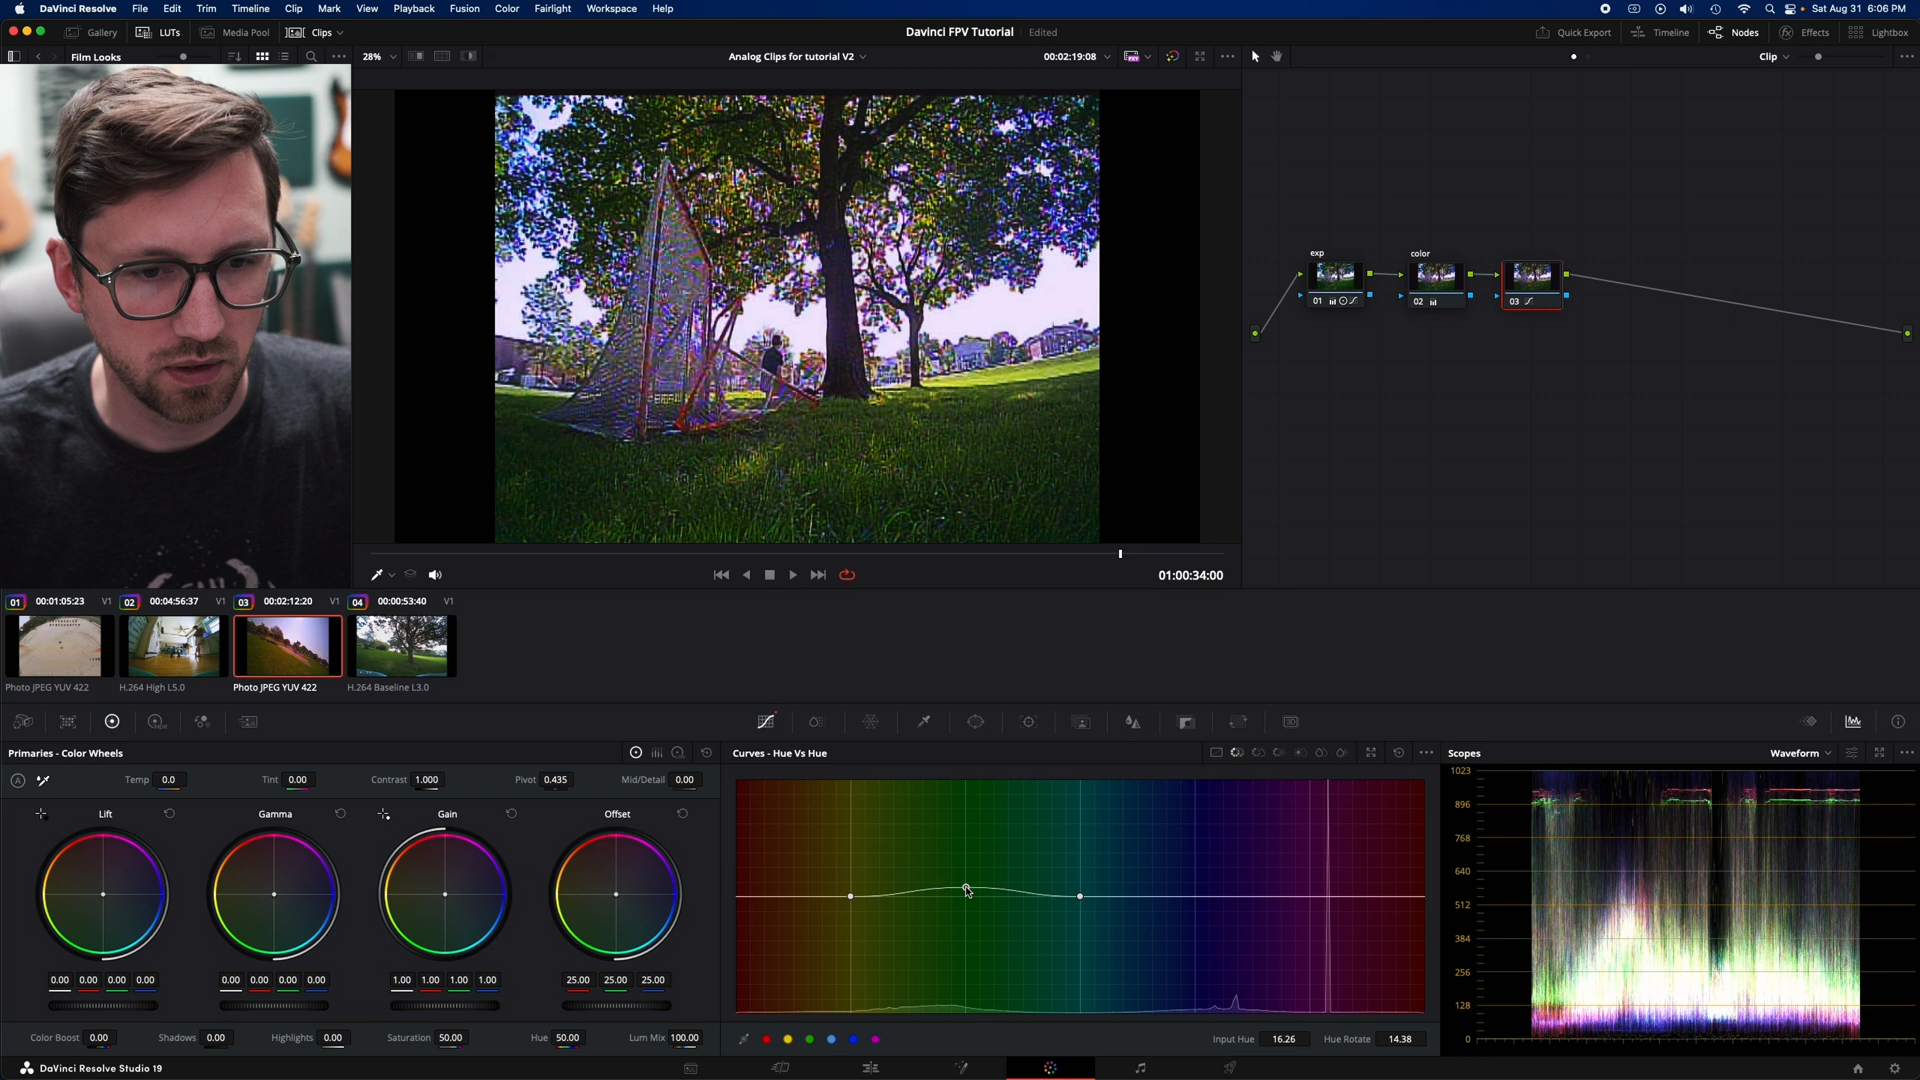 DaVinci Resolve File Edit Trim Timeline Clip Mark View Playback Fusion Color Fairlight Workspace Help Sat Aug 31 6:06 PM
Gallery LUTs Media Pool Clips Davinci FPV Tutorial Edited Quick Export Timeline Nodes Effects Lightbox
Film Looks 28% Analog Clips for tutorial V2 00:02:19:08 Clip
exp color
01 02 03
01:00:34:00
01 00:01:05:23 V1 02 00:04:56:37 V1 03 00:02:12:20 V1 04 00:00:53:40 V1
Photo JPEG YUV 422 H.264 High L5.0 Photo JPEG YUV 422 H.264 Baseline L3.0
Primaries - Color Wheels Curves - Hue Vs Hue Scopes Waveform
Temp 0.0 Tint 0.00 Contrast 1.000 Pivot 0.435 Mid/Detail 0.00
Lift Gamma Gain Offset
0.00 0.00 0.00 0.00 0.00 0.00 0.00 0.00 1.00 1.00 1.00 1.00 25.00 25.00 25.00
Color Boost 0.00 Shadows 0.00 Highlights 0.00 Saturation 50.00 Hue 50.00 Lum Mix 100.00
Input Hue 16.26 Hue Rotate 14.38
1023
896
768
640
512
384
256
128
0
DaVinci Resolve Studio 19